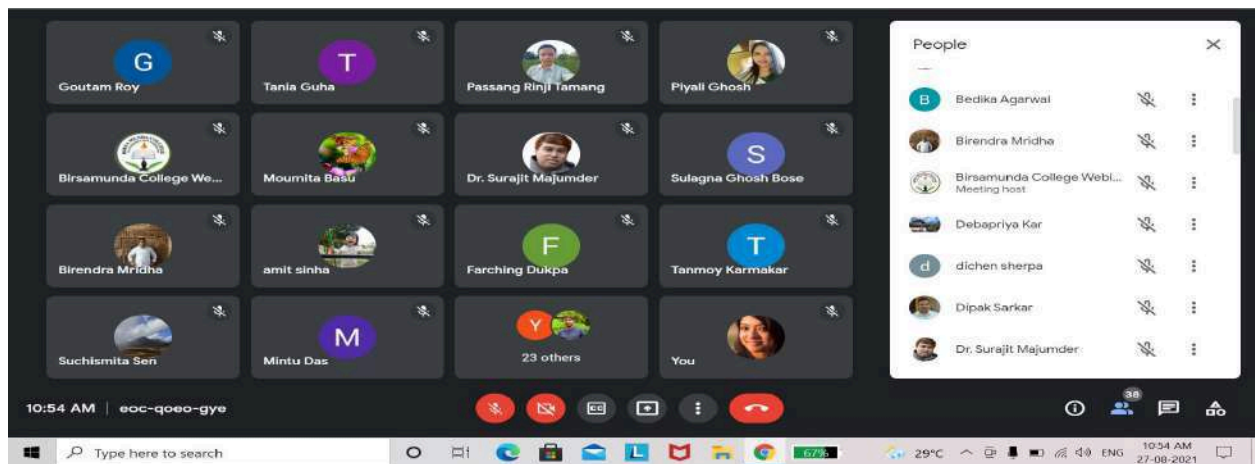 G
Goutam Roy
T
Tania Guha
Passang Rinji Tamang
Piyali Ghosh
Birsamunda College We...
Moumita Basu
Dr. Surajit Majumder
S
Sulagna Ghosh Bose
Birendra Mridha
amit sinha
F
Farching Dukpa
T
Tanmoy Karmakar
Suchismita Sen
M
Mintu Das
Y
23 others
You
People
B
Bedika Agarwal
Birendra Mridha
Birsamunda College Webi...
Meeting host
Debapriya Kar
d
dichen sherpa
Dipak Sarkar
Dr. Surajit Majumder
10:54 AM | eoc-qoeo-gye
CC
38
Type here to search
L
67%
29°C
ENG
10:54 AM
27-08-2021